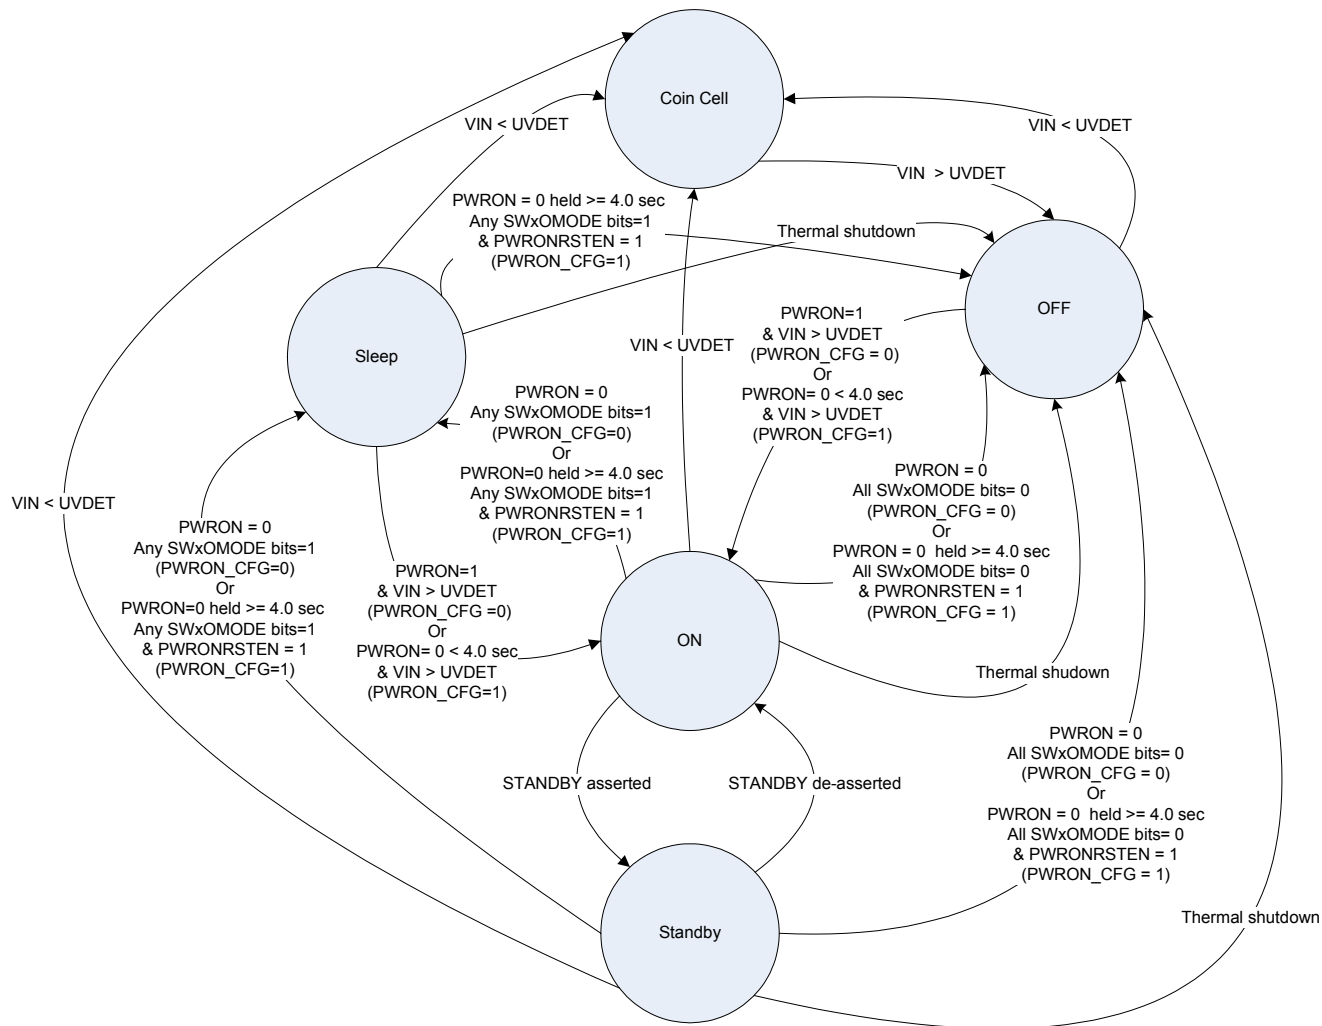 Coin Cell
VIN < UVDET
VIN < UVDET
VIN  > UVDET
PWRON = 0 held >= 4.0 sec
Any SWxOMODE bits=1
& PWRONRSTEN = 1
(PWRON_CFG=1)
Thermal shutdown
OFF
Sleep
PWRON=1
& VIN > UVDET
(PWRON_CFG = 0)
Or
PWRON= 0 < 4.0 sec
& VIN > UVDET
(PWRON_CFG=1)
VIN < UVDET
PWRON = 0
Any SWxOMODE bits=1
(PWRON_CFG=0)
Or
PWRON=0 held >= 4.0 sec
Any SWxOMODE bits=1
& PWRONRSTEN = 1
(PWRON_CFG=1)
PWRON = 0
All SWxOMODE bits= 0
(PWRON_CFG = 0)
Or
PWRON = 0  held >= 4.0 sec
All SWxOMODE bits= 0
& PWRONRSTEN = 1
(PWRON_CFG = 1)
VIN < UVDET
PWRON = 0
Any SWxOMODE bits=1
(PWRON_CFG=0)
Or
PWRON=0 held >= 4.0 sec
Any SWxOMODE bits=1
& PWRONRSTEN = 1
(PWRON_CFG=1)
PWRON=1
& VIN > UVDET
(PWRON_CFG =0)
Or
PWRON= 0 < 4.0 sec
& VIN > UVDET
(PWRON_CFG=1)
ON
Thermal shudown
STANDBY asserted
STANDBY de-asserted
PWRON = 0
All SWxOMODE bits= 0
(PWRON_CFG = 0)
Or
PWRON = 0  held >= 4.0 sec
All SWxOMODE bits= 0
& PWRONRSTEN = 1
(PWRON_CFG = 1)
Standby
Thermal shutdown